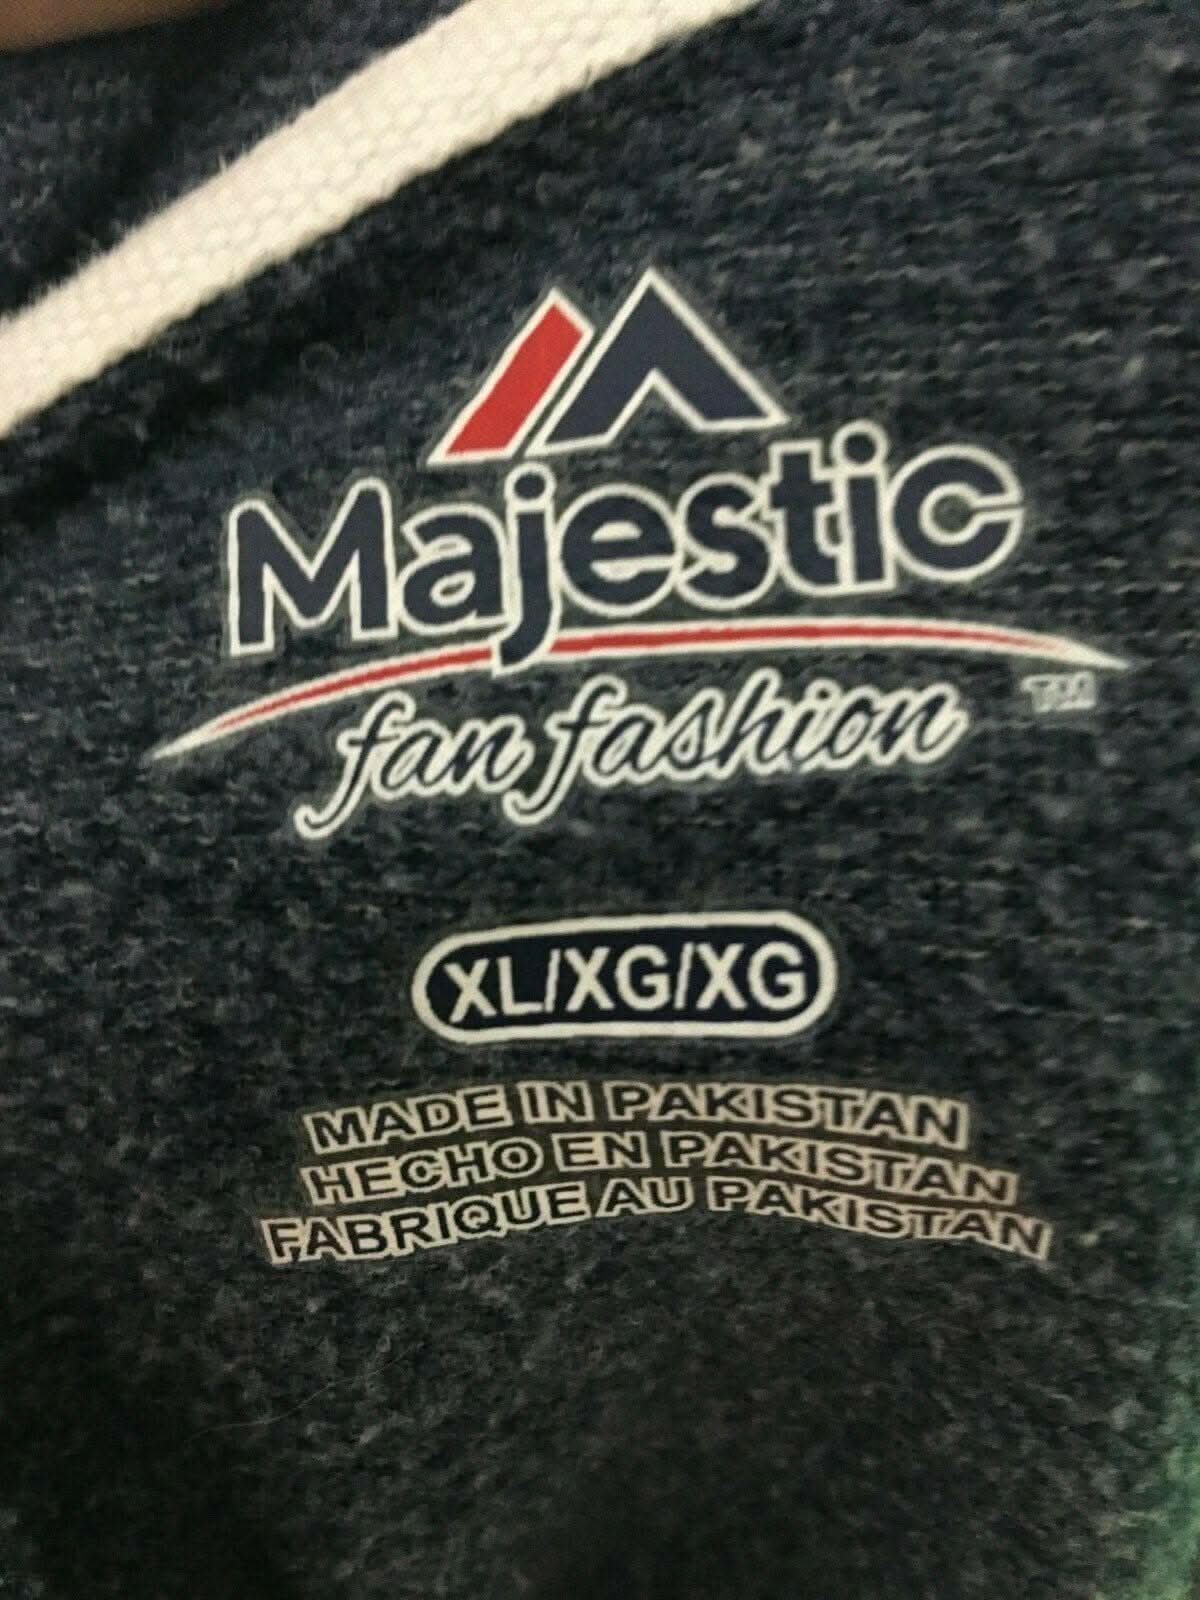 Majestic
fan fashion ™
XL/XG/XG
MADE IN PAKISTAN
HECHO EN PAKISTAN
FABRIQUE AU PAKISTAN